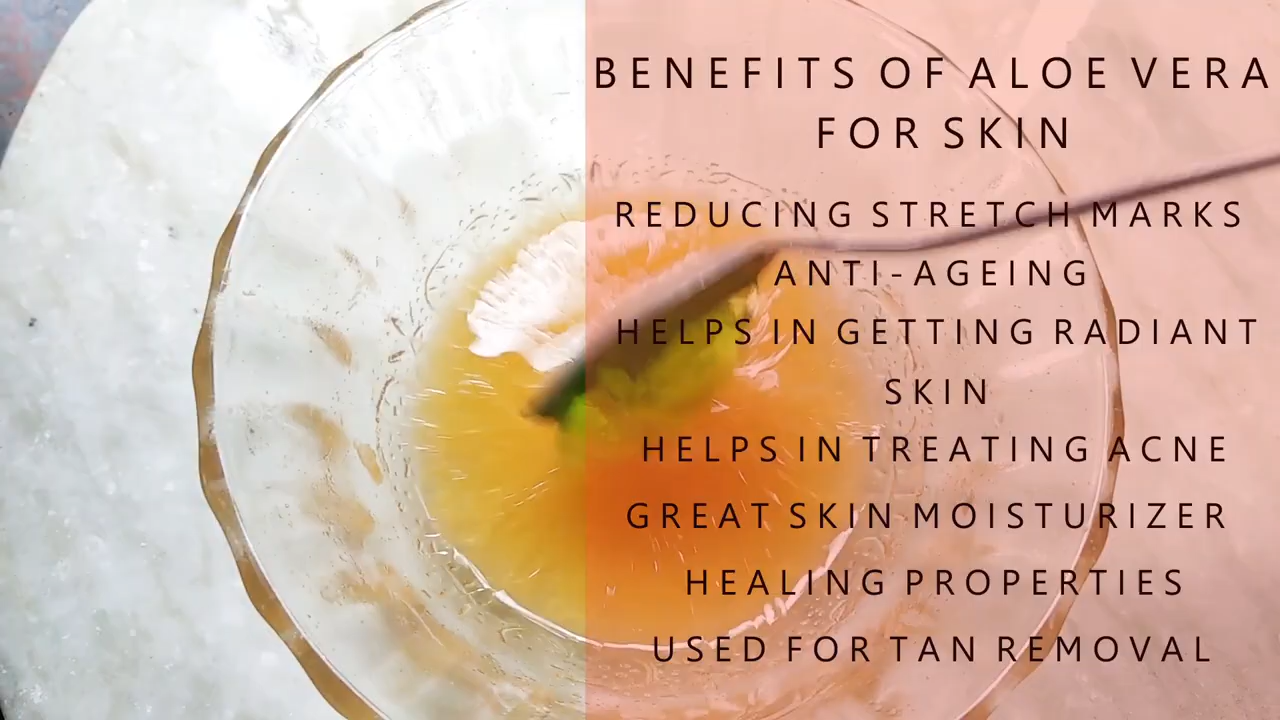 BENEFITS OF ALOE VERA
FOR SKIN
REDUCING STRETCH MARKS
ANTI-AGEING
HELPS IN GETTING RADIANT
SKIN
HELPS IN TREATING ACNE
GREAT SKIN MOISTURIZER
HEALING PROPERTIES
USED FOR TAN REMOVAL